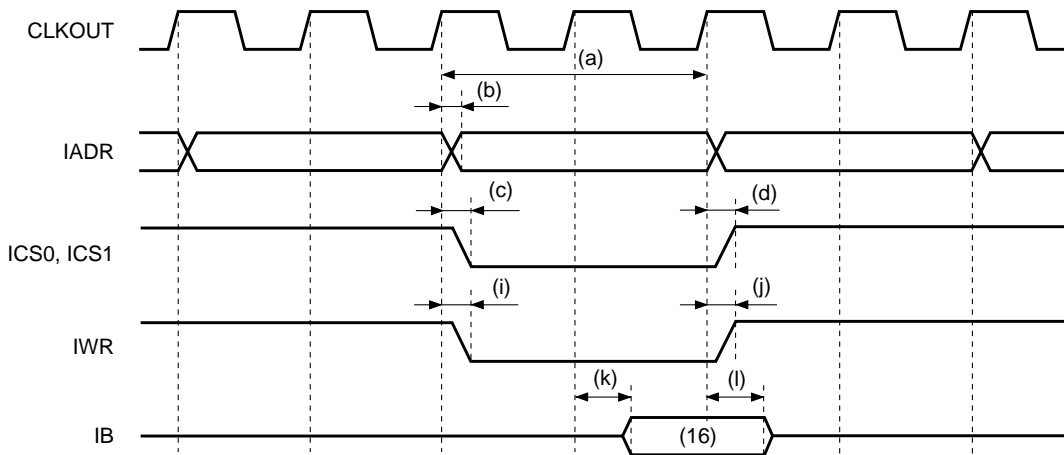 CLKOUT
(a)
(b)
IADR
(c)
(d)
ICS0, ICS1
(i)
(j)
IWR
(k)
(l)
IB
(16)